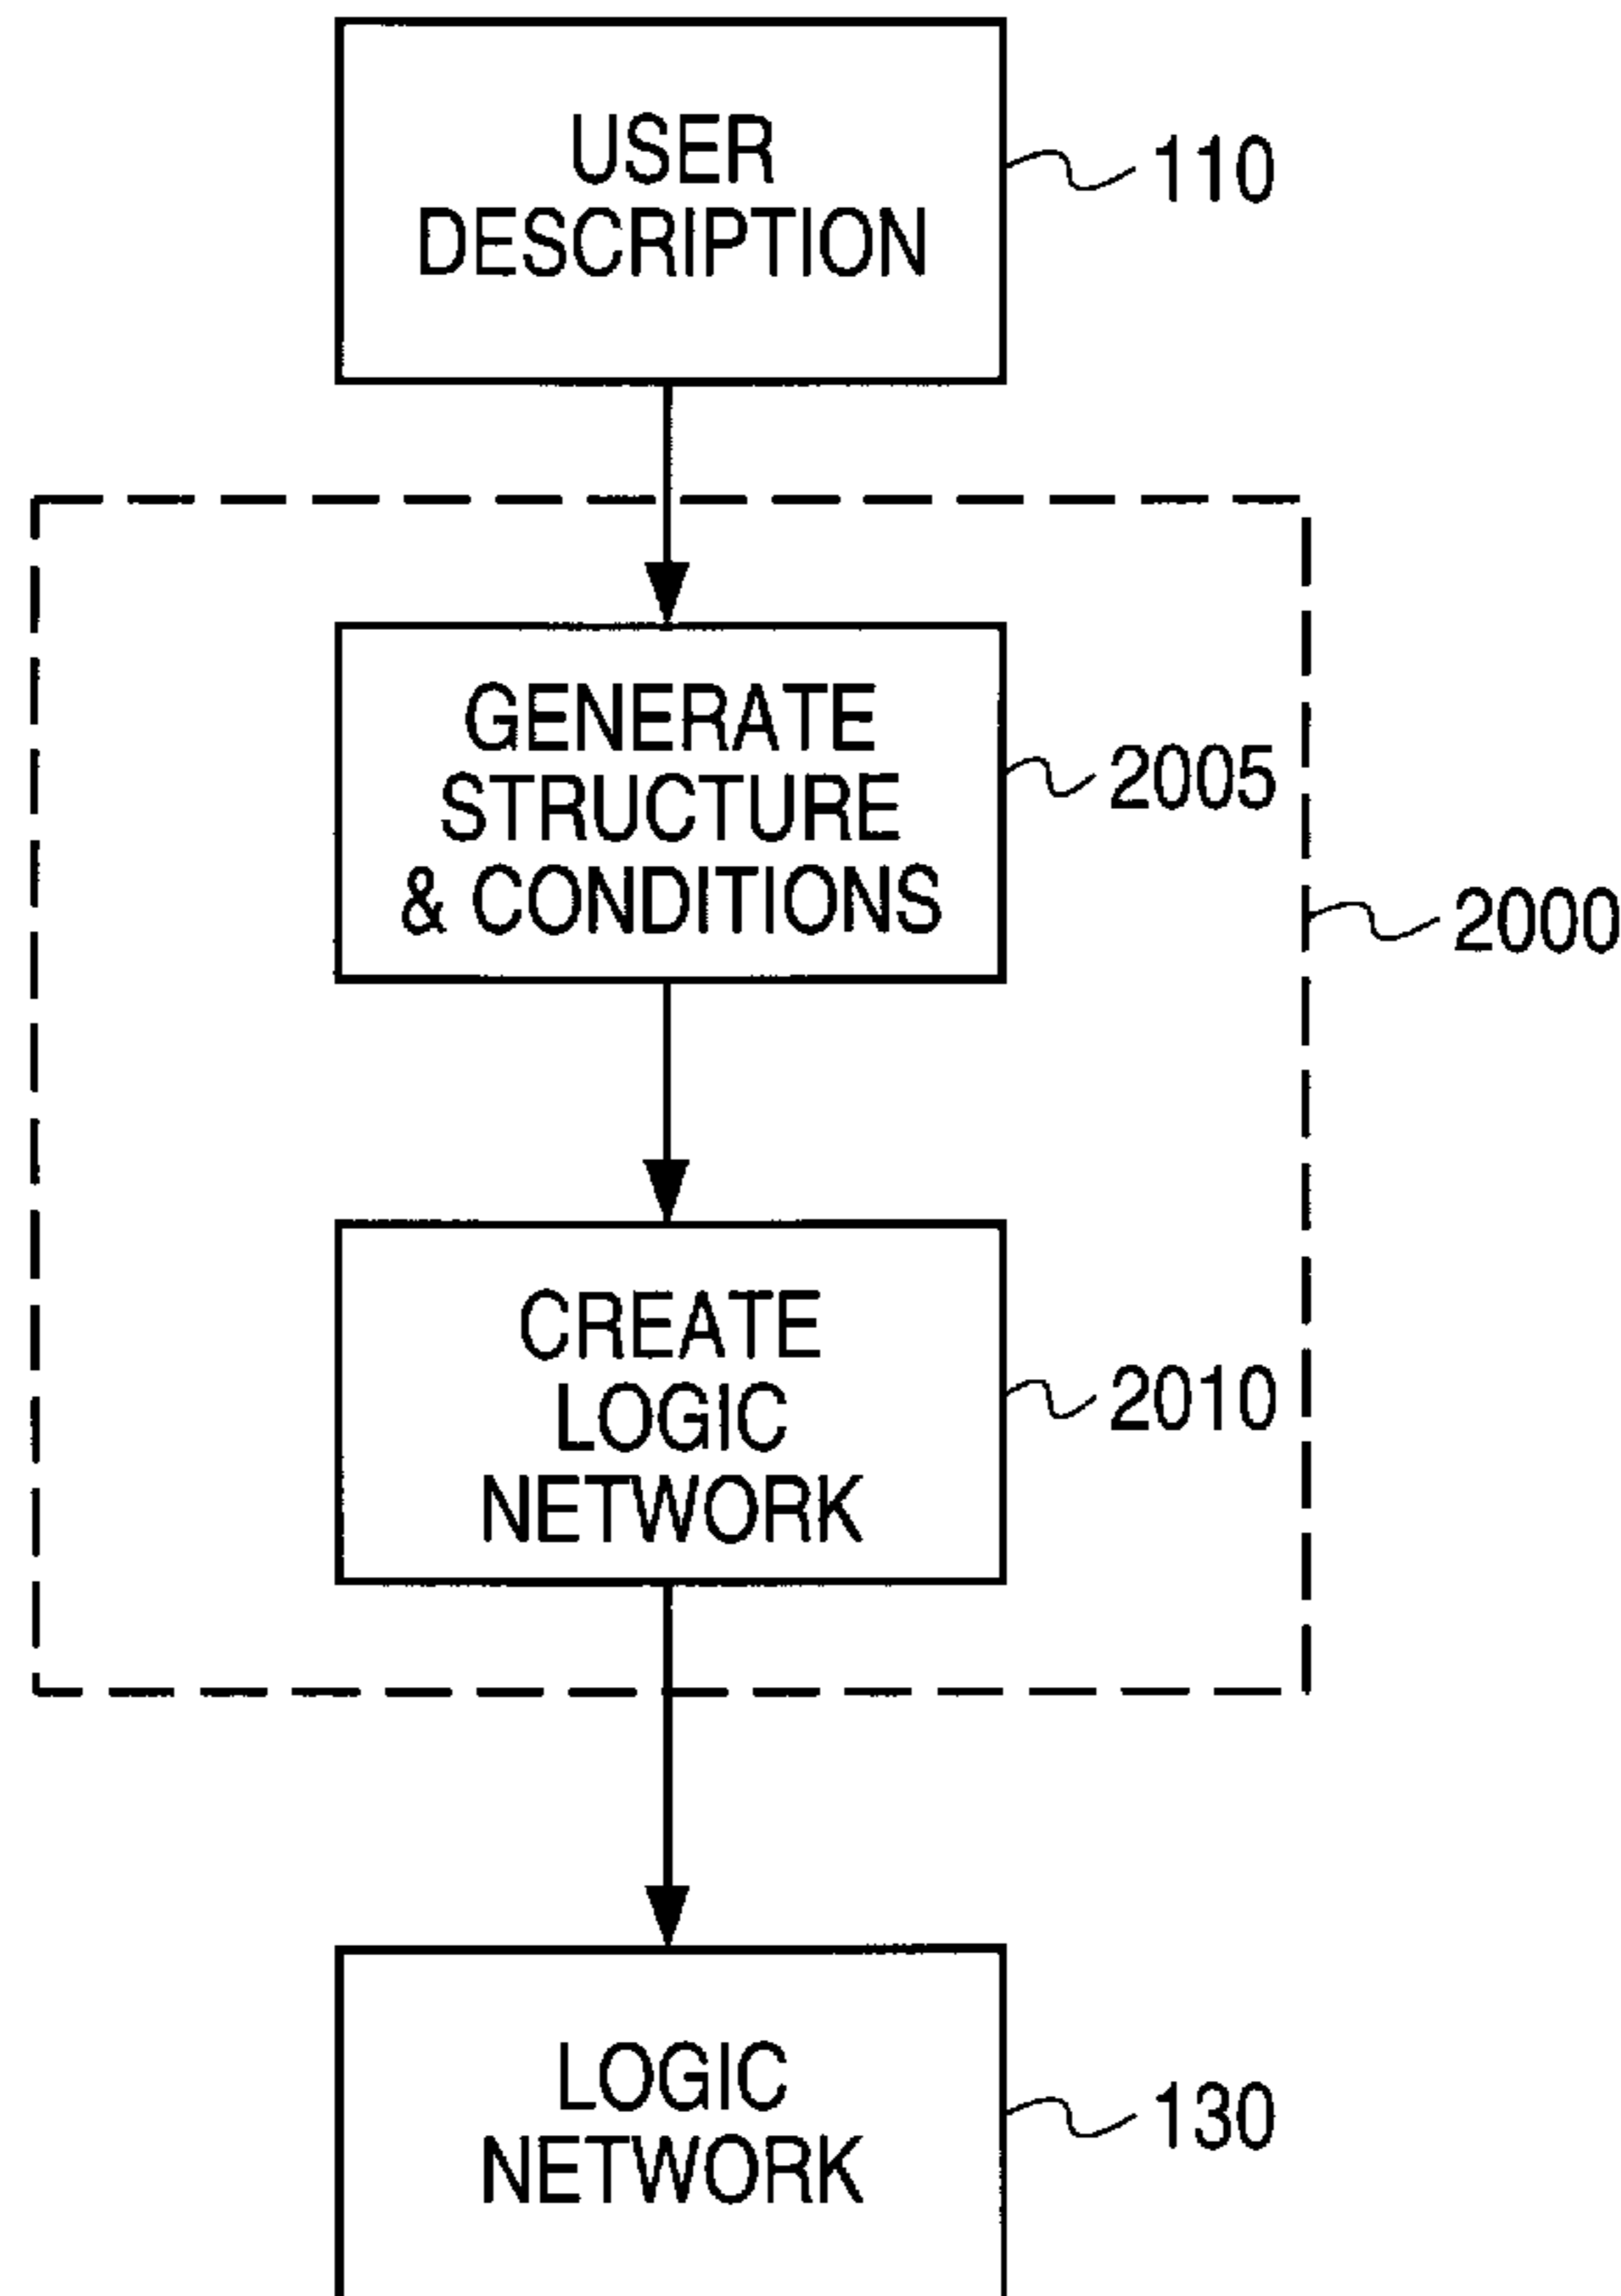 USER
DESCRIPTION
110
GENERATE
STRUCTURE
& CONDITIONS
2005
2000
CREATE
LOGIC
NETWORK
2010
LOGIC
NETWORK
130